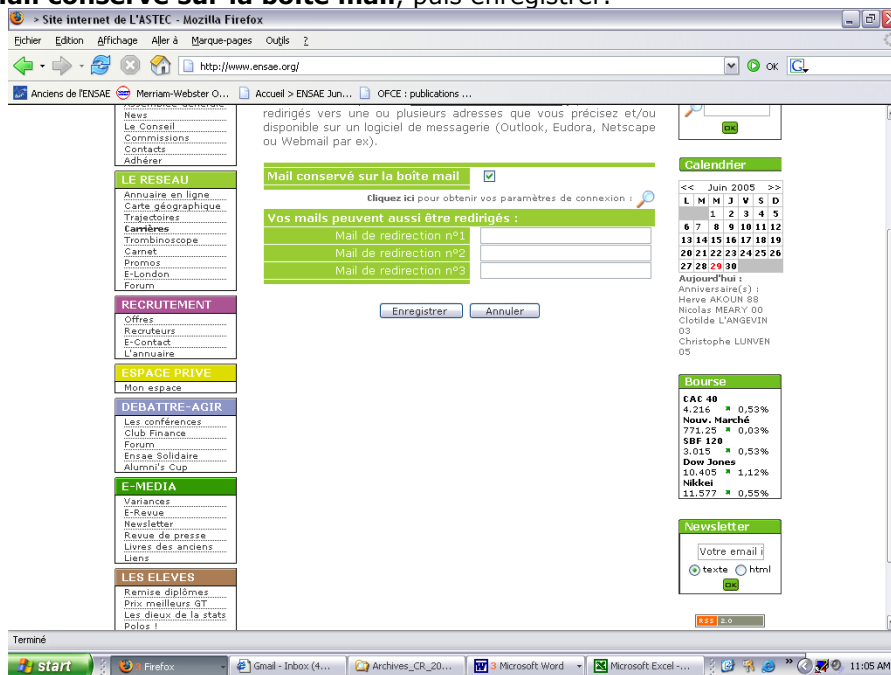 mail conservé sur la boîte mail, puis enregistrer.
> Site internet de l'ASTEC - Mozilla Firefox
Fichier Edition Affichage Aller à Marque-pages Outils ?
http://www.ensae.org/
OK
Anciens de l'ENSAE Merriam-Webster O... Accueil > ENSAE Jun... OFCE : publications ...
Assemblée Générale
News
Le Conseil
Commissions
Contacts
Adhérer
LE RESEAU
Annuaire en ligne
Carte géographique
Trajectoires
Carrières
Trombinoscope
Carnet
Promos
E-London
Forum
RECRUTEMENT
Offres
Recruteurs
E-Contact
L'annuaire
ESPACE PRIVE
Mon espace
DEBATTRE-AGIR
Les conférences
Club Finance
Forum
Ensae Solidaire
Alumni's Cup
E-MEDIA
Variances
E-Revue
Newsletter
Revue de presse
Livres des anciens
Liens
LES ELEVES
Remise diplômes
Prix meilleurs GT
Les dieux de la stats
Polos !
redirigés vers une ou plusieurs adresses que vous précisez et/ou
disponible sur un logiciel de messagerie (Outlook, Eudora, Netscape
ou Webmail par ex).
Mail conservé sur la boîte mail
Cliquez ici pour obtenir vos paramètres de connexion :
Vos mails peuvent aussi être redirigés :
Mail de redirection n°1
Mail de redirection n°2
Mail de redirection n°3
Enregistrer Annuler
OK
Calendrier
<< Juin 2005 >>
L M M J V S D
1 2 3 4 5
6 7 8 9 10 11 12
13 14 15 16 17 18 19
20 21 22 23 24 25 26
27 28 29 30
Aujourd'hui :
Anniversaire(s) :
Herve AKOUN 88
Nicolas MEARY 00
Clotilde L'ANGEVIN
03
Christophe LUNVEN
05
Bourse
CAC 40
4.216 0,53%
Nouv. Marché
771.25 0,03%
SBF 120
3.015 0,53%
Dow Jones
10.405 1,12%
Nikkei
11.577 0,55%
Newsletter
Votre email i
texte html
OK
RSS 2.0
Terminé
start Firefox Gmail - Inbox (4... Archives_CR_20... 3 Microsoft Word Microsoft Excel -... 11:05 AM